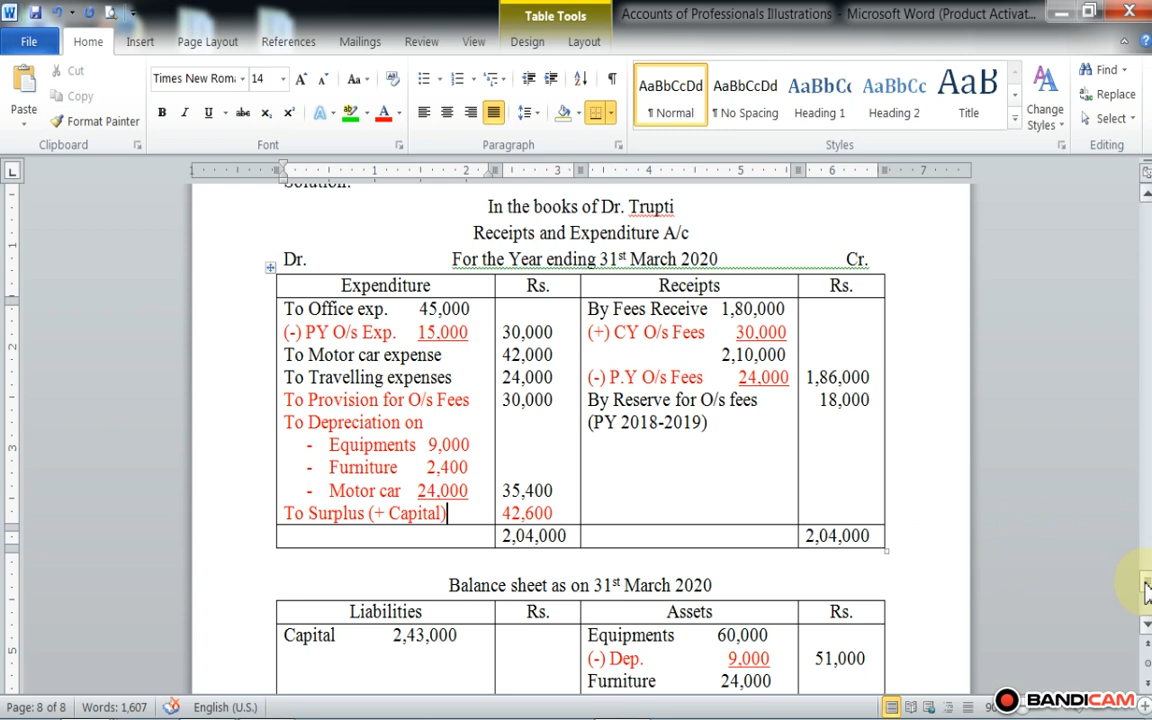 Table Tools
Accounts of Professionals Illustrations - Microsoft Word (Product Activat...
File Home Insert Page Layout References Mailings Review View Design Layout
Paste
Cut
Copy
Format Painter
Clipboard
Times New Rom. 14
Font
Paragraph
AaBbCcDd AaBbCcDd AaBbCc AaBbCcDd AaB
¶ Normal ¶ No Spacing Heading 1 Heading 2 Title
Change Styles
Styles
Find
Replace
Select
Editing
1 1 2 3 4 5 6 7
Solution:
In the books of Dr. Trupti
Receipts and Expenditure A/c
Dr. For the Year ending 31st March 2020 Cr.
Expenditure Rs. Receipts Rs.
To Office exp. 45,000 By Fees Receive 1,80,000
(-) PY O/s Exp. 15,000 30,000 (+) CY O/s Fees 30,000
To Motor car expense 42,000 2,10,000
To Travelling expenses 24,000 (-) P.Y O/s Fees 24,000 1,86,000
To Provision for O/s Fees 30,000 By Reserve for O/s fees 18,000
To Depreciation on (PY 2018-2019)
- Equipments 9,000
- Furniture 2,400
- Motor car 24,000 35,400
To Surplus (+ Capital) 42,600
2,04,000 2,04,000
Balance sheet as on 31st March 2020
Liabilities Rs. Assets Rs.
Capital 2,43,000 Equipments 60,000
(-) Dep. 9,000 51,000
Furniture 24,000
Page: 8 of 8 Words: 1,607 English (U.S.)
BANDICAM